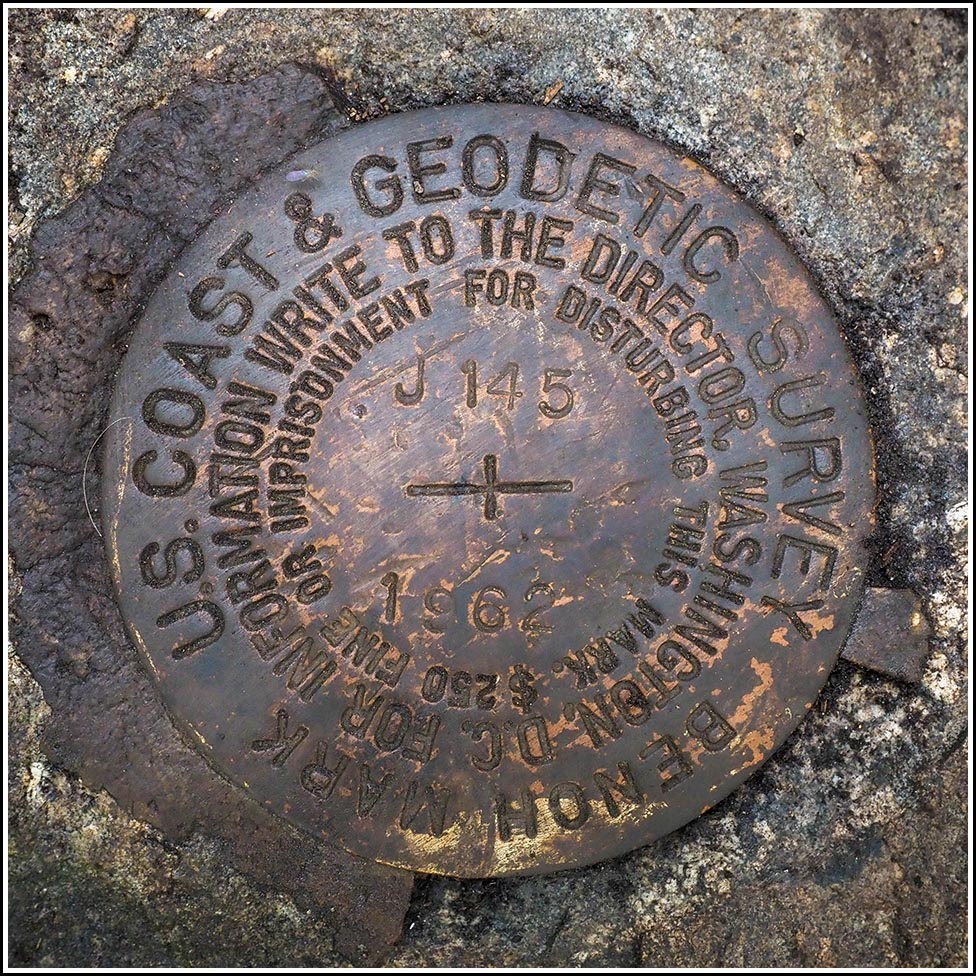 U.S. COAST & GEODETIC SURVEY
BENCH MARK
FOR INFORMATION WRITE TO THE DIRECTOR, WASHINGTON, D.C.
$250 FINE OR IMPRISONMENT FOR DISTURBING THIS MARK.
J 145
1962